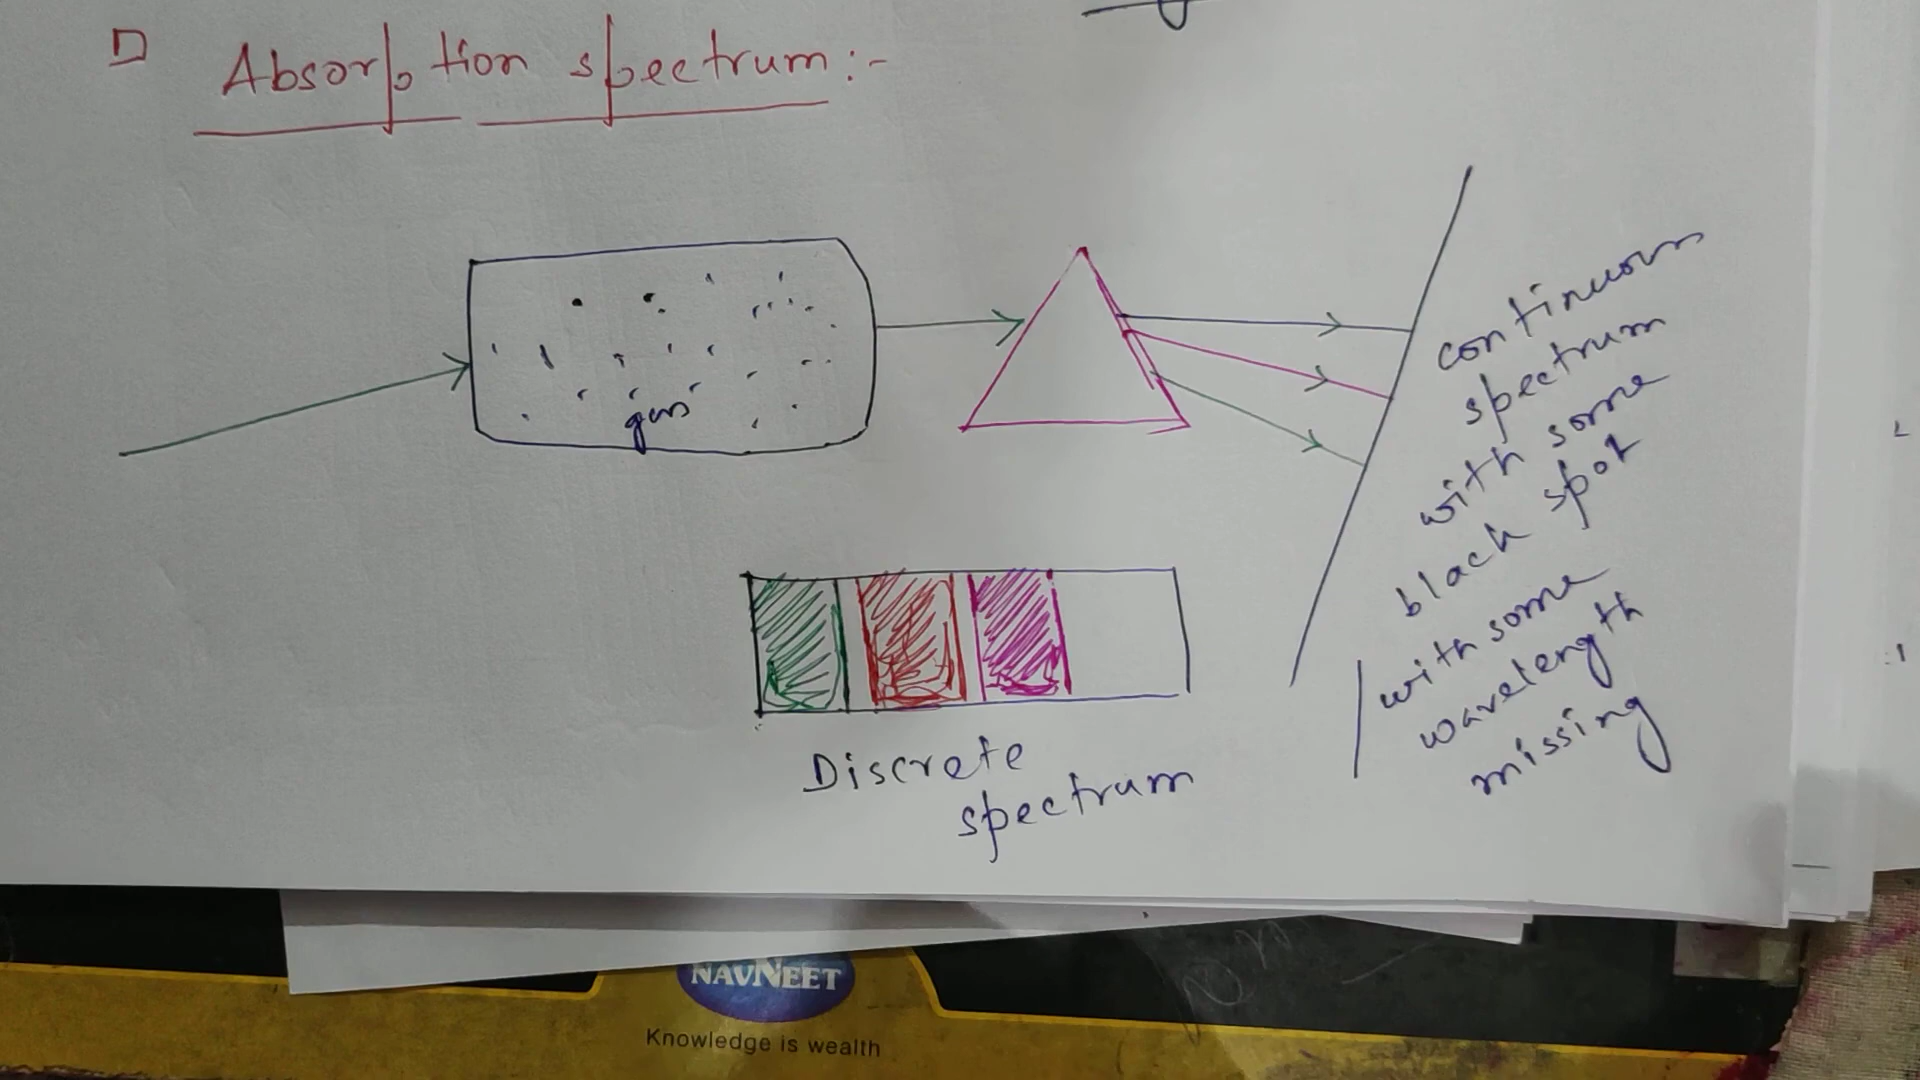 Absorption spectrum:-
gas
continuous
spectrum
with some
black spot
with some
wavelength
missing
Discrete
spectrum
NAVNEET
Knowledge is wealth